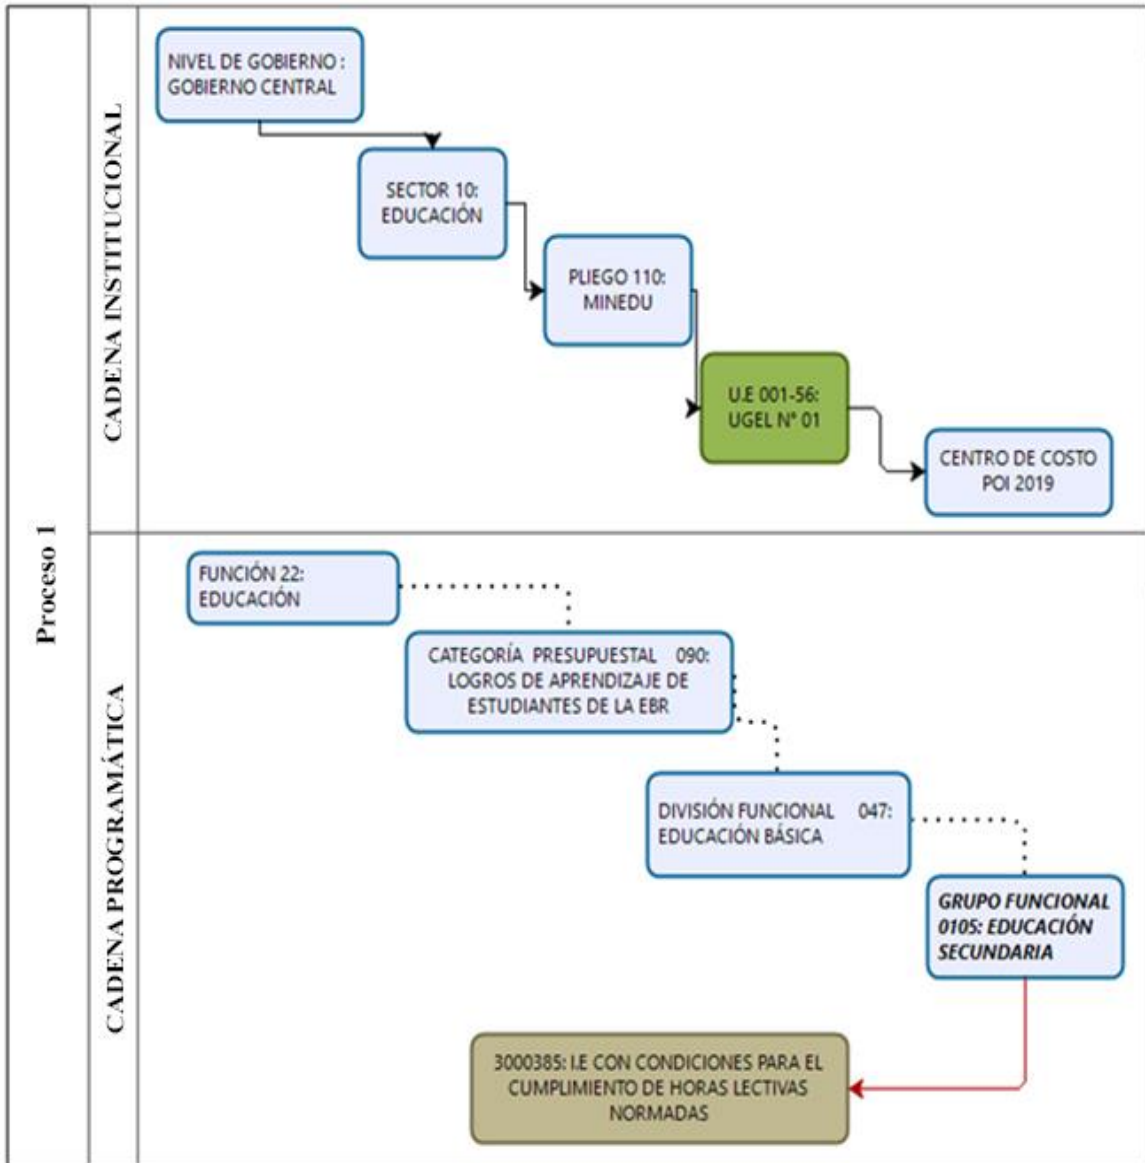 Proceso 1
CADENA INSTITUCIONAL
NIVEL DE GOBIERNO :
GOBIERNO CENTRAL
SECTOR 10:
EDUCACIÓN
PLIEGO 110:
MINEDU
U.E 001-56:
UGEL N° 01
CENTRO DE COSTO
POI 2019
CADENA PROGRAMÁTICA
FUNCIÓN 22:
EDUCACIÓN
CATEGORÍA PRESUPUESTAL 090:
LOGROS DE APRENDIZAJE DE
ESTUDIANTES DE LA EBR
DIVISIÓN FUNCIONAL 047:
EDUCACIÓN BÁSICA
GRUPO FUNCIONAL
0105: EDUCACIÓN
SECUNDARIA
3000385: I.E CON CONDICIONES PARA EL
CUMPLIMIENTO DE HORAS LECTIVAS
NORMADAS